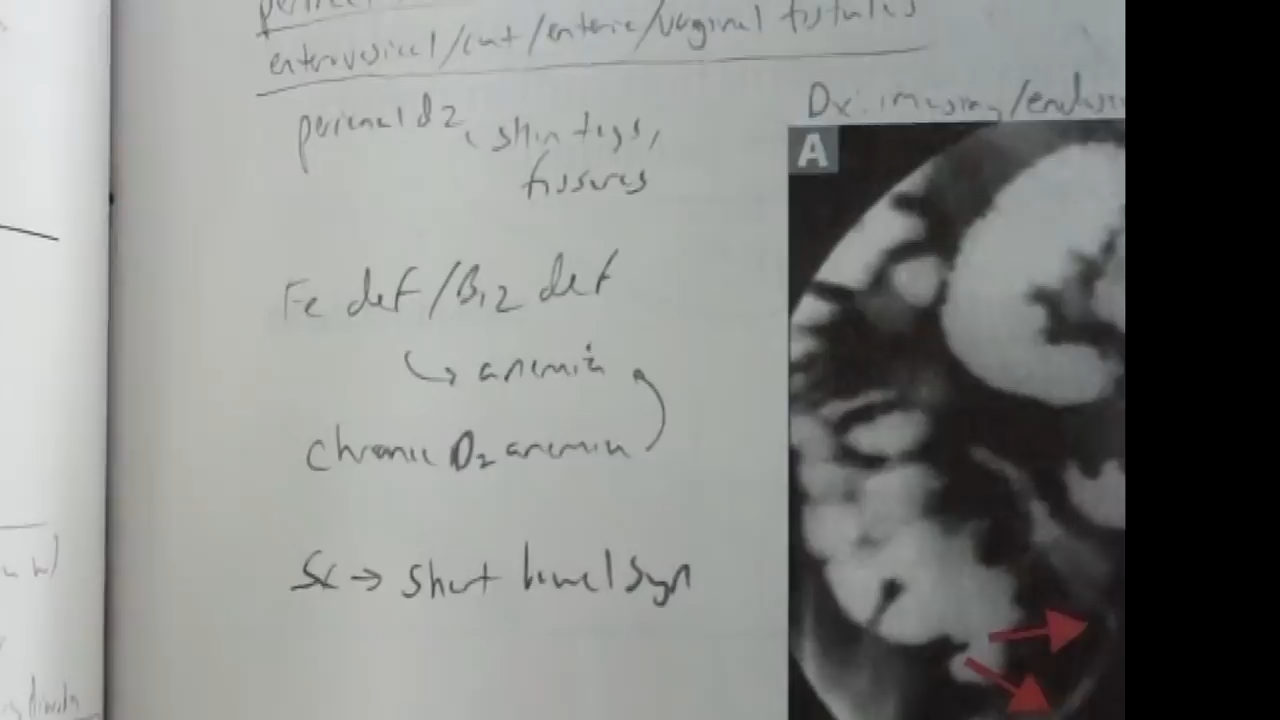 enterovesical/cut/enteric/vaginal fistulas
perianal dz, skin tags,
fissures
Dx: imaging/endos
A
Fe def/B12 def
↳ anemia
chronic Dz anemia
Sx → short bowel syn